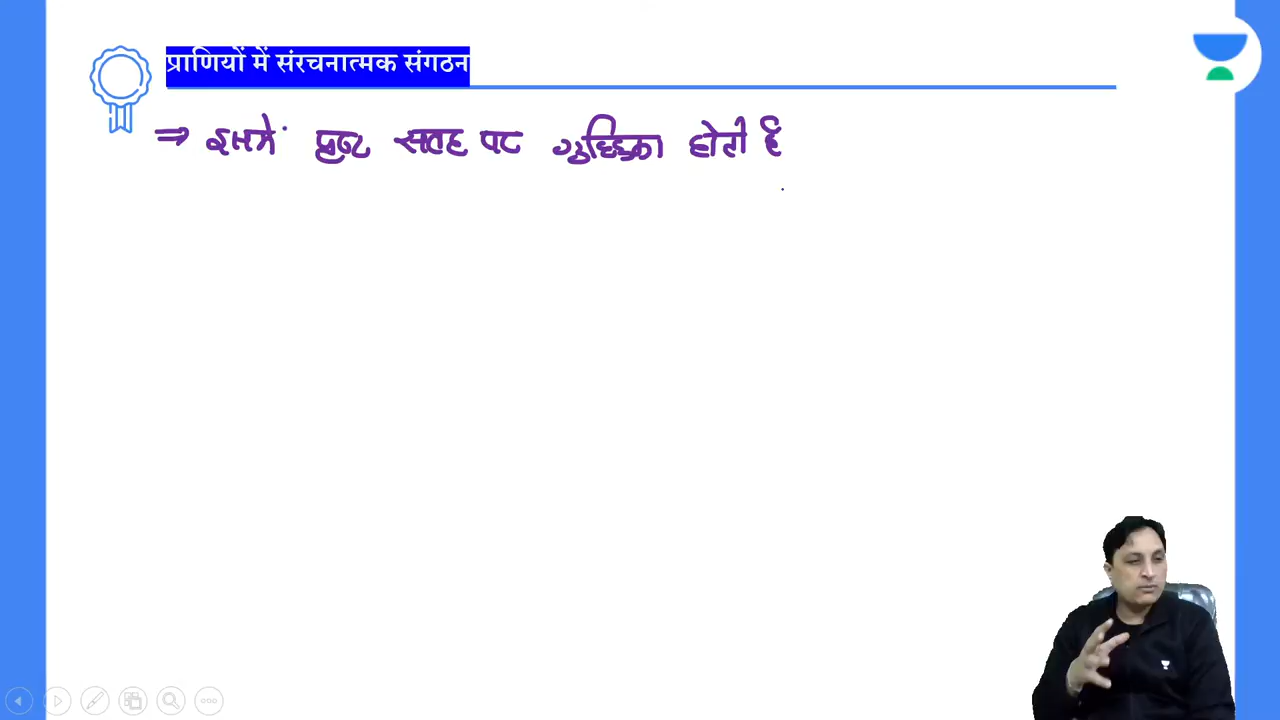 प्राणियों में संरचनात्मक संगठन
⇒ इसमें पृष्ठ सतह पर गुहिका होती है